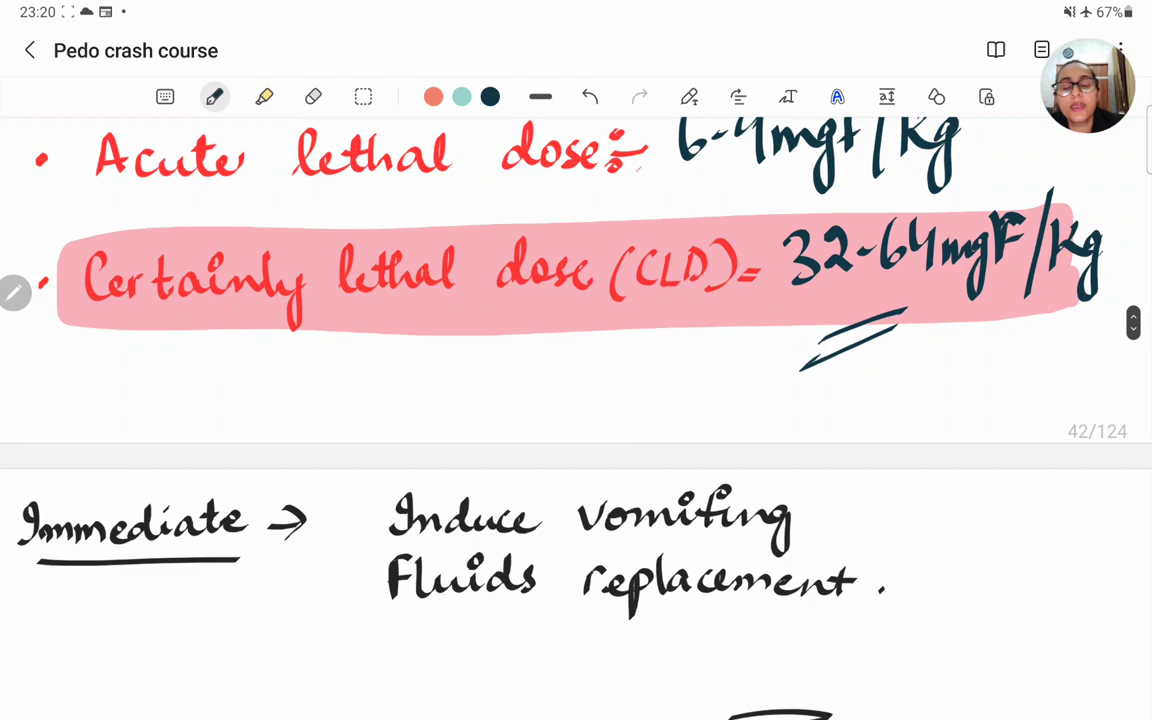 23:20
67%
Pedo crash course
• Acute lethal dose:- 6-9mgf/Kg
• Certainly lethal dose (CLD)= 32-64mgF/Kg
42/124
Immediate → Induce vomiting
Fluids replacement.